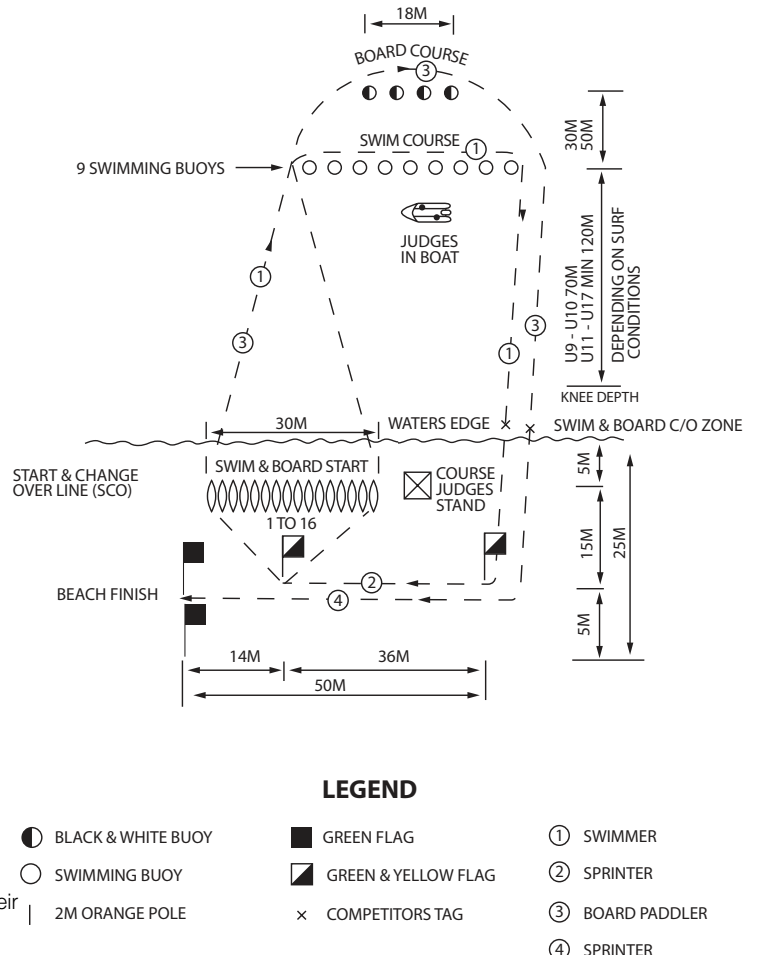 18M
BOARD COURSE
3
SWIM COURSE
1
9 SWIMMING BUOYS
30M
50M
JUDGES
IN BOAT
1
3
3
1
U9 - U10 70M
U11 - U17 MIN 120M
DEPENDING ON SURF
CONDITIONS
KNEE DEPTH
30M
WATERS EDGE
SWIM & BOARD C/O ZONE
START & CHANGE
OVER LINE (SCO)
SWIM & BOARD START
COURSE
JUDGES
STAND
5M
1 TO 16
15M
25M
BEACH FINISH
2
4
5M
14M
36M
50M
LEGEND
BLACK & WHITE BUOY
GREEN FLAG
1 SWIMMER
SWIMMING BUOY
GREEN & YELLOW FLAG
2 SPRINTER
eir
2M ORANGE POLE
COMPETITORS TAG
3 BOARD PADDLER
4 SPRINTER